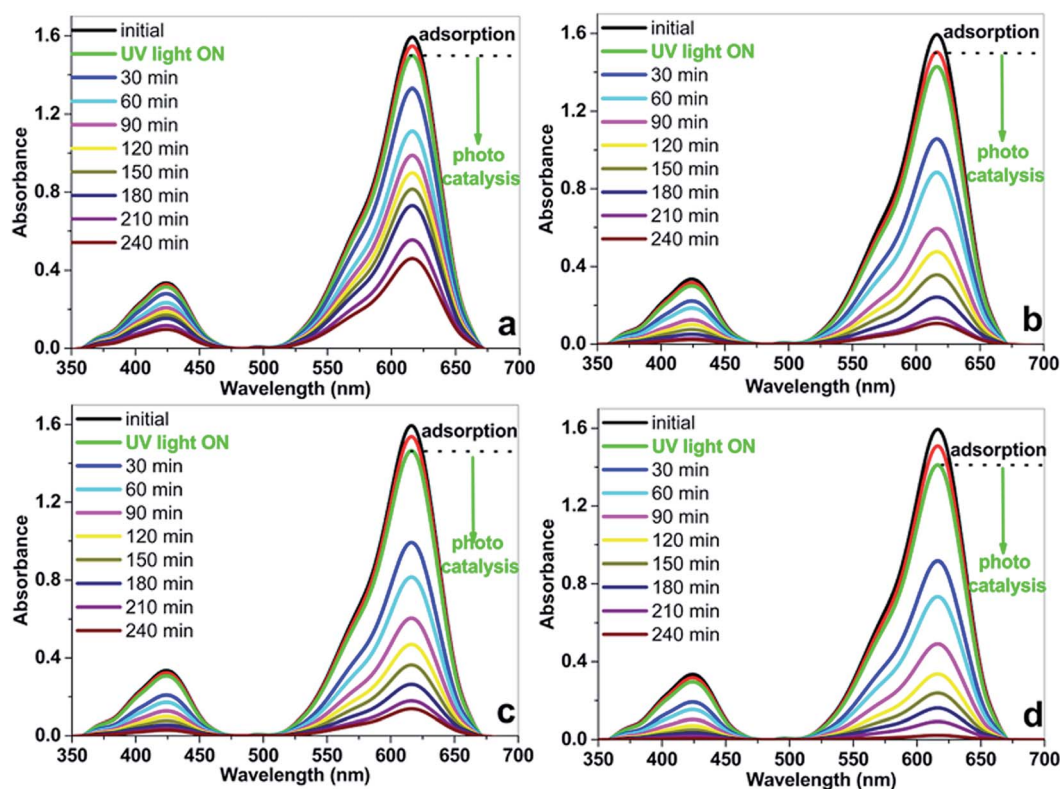 1.6
1.2
0.8
0.4
0.0
Absorbance
initial
UV light ON
30 min
60 min
90 min
120 min
150 min
180 min
210 min
240 min
adsorption
photo
catalysis
a
350 400 450 500 550 600 650 700
Wavelength (nm)
1.6
1.2
0.8
0.4
0.0
Absorbance
initial
UV light ON
30 min
60 min
90 min
120 min
150 min
180 min
210 min
240 min
adsorption
photo
catalysis
b
350 400 450 500 550 600 650 700
Wavelength (nm)
1.6
1.2
0.8
0.4
0.0
Absorbance
initial
UV light ON
30 min
60 min
90 min
120 min
150 min
180 min
210 min
240 min
adsorption
photo
catalysis
c
350 400 450 500 550 600 650 700
Wavelength (nm)
1.6
1.2
0.8
0.4
0.0
Absorbance
initial
UV light ON
30 min
60 min
90 min
120 min
150 min
180 min
210 min
240 min
adsorption
photo
catalysis
d
350 400 450 500 550 600 650 700
Wavelength (nm)